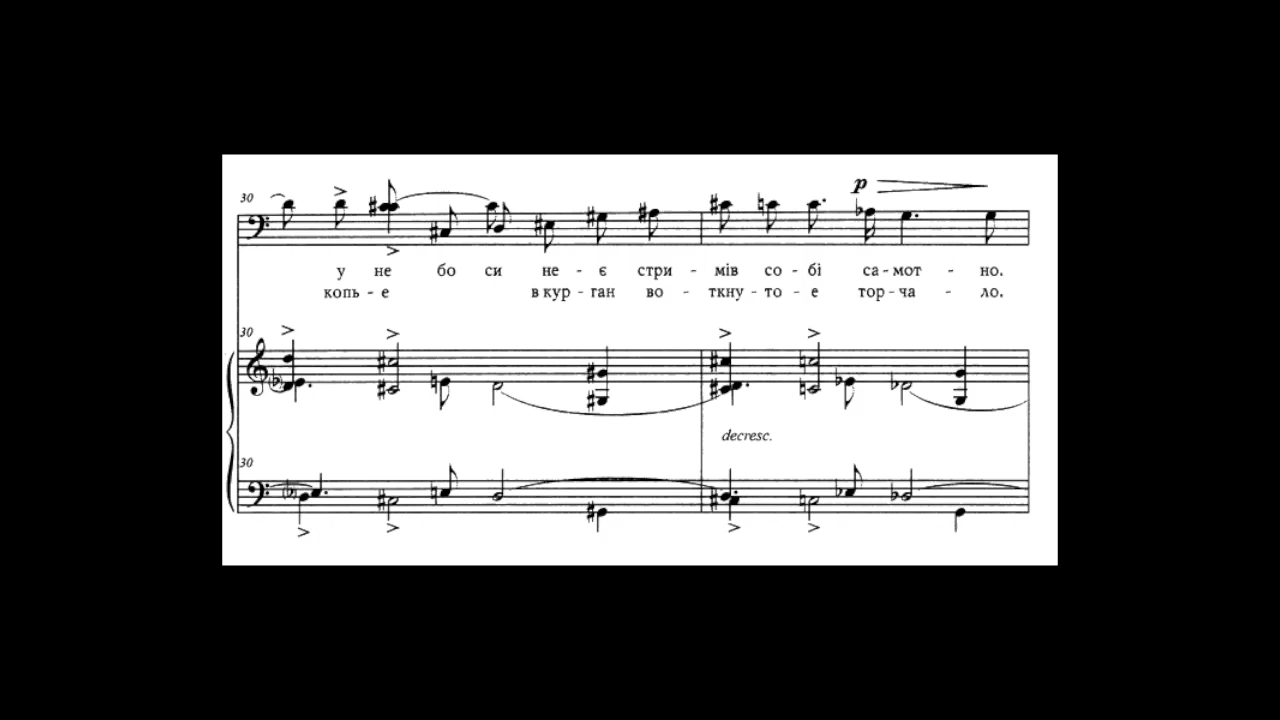 30
p
у не бо си не - є стри - мів со - бі са - мот - но.
копь - е в кур - ган во - ткну - то - е тор - ча - ло.
30
decresc.
30